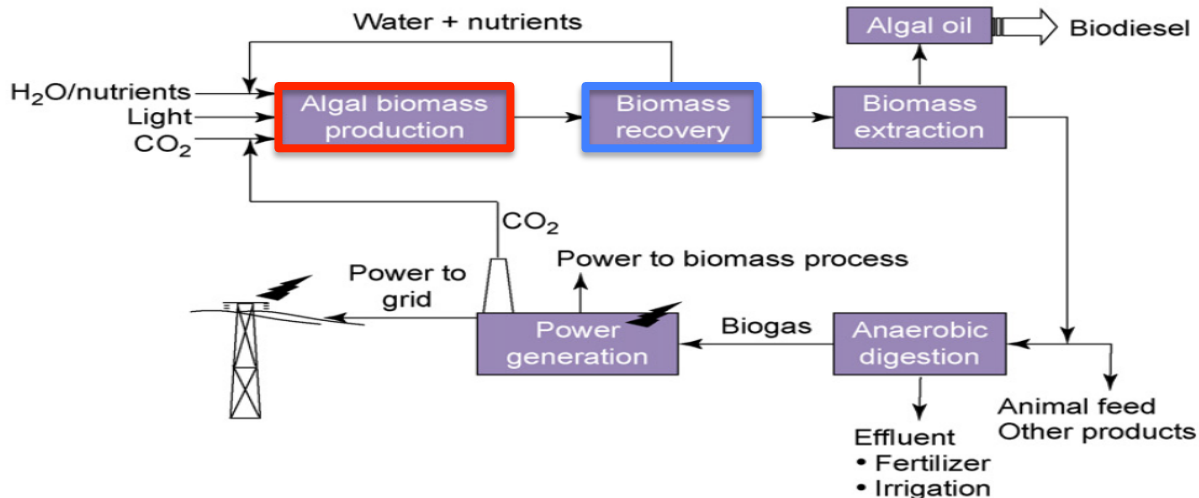 Water + nutrients
Algal oil
Biodiesel
H₂O/nutrients
Light
CO₂
Algal biomass
production
Biomass
recovery
Biomass
extraction
CO₂
Power to
grid
Power to biomass process
Power
generation
Biogas
Anaerobic
digestion
Animal feed
Other products
Effluent
• Fertilizer
• Irrigation